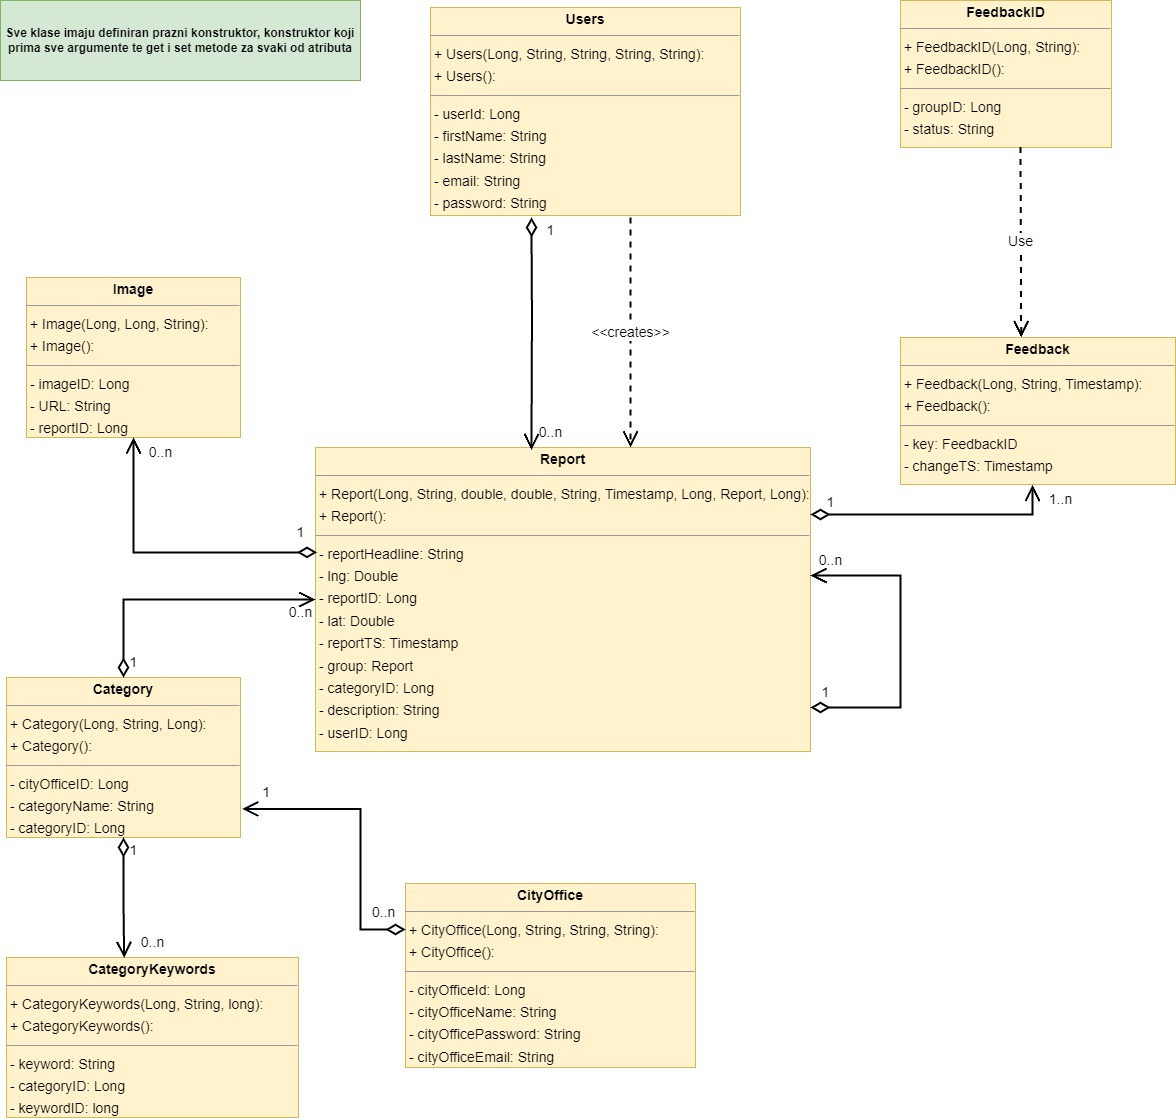 Sve klase imaju definiran prazni konstruktor, konstruktor koji
prima sve argumente te get i set metode za svaki od atributa
Users
+ Users(Long, String, String, String, String):
+ Users():
- userId: Long
- firstName: String
- lastName: String
- email: String
- password: String
FeedbackID
+ FeedbackID(Long, String):
+ FeedbackID():
- groupID: Long
- status: String
1
Use
<<creates>>
0..n
Image
+ Image(Long, Long, String):
+ Image():
- imageID: Long
- URL: String
- reportID: Long
0..n
Feedback
+ Feedback(Long, String, Timestamp):
+ Feedback():
- key: FeedbackID
- changeTS: Timestamp
1..n
1
Report
+ Report(Long, String, double, double, String, Timestamp, Long, Report, Long):
+ Report():
- reportHeadline: String
- lng: Double
- reportID: Long
- lat: Double
- reportTS: Timestamp
- group: Report
- categoryID: Long
- description: String
- userID: Long
1
0..n
1
0..n
1
Category
+ Category(Long, String, Long):
+ Category():
- cityOfficeID: Long
- categoryName: String
- categoryID: Long
1
1
0..n
0..n
CityOffice
+ CityOffice(Long, String, String, String):
+ CityOffice():
- cityOfficeId: Long
- cityOfficeName: String
- cityOfficePassword: String
- cityOfficeEmail: String
CategoryKeywords
+ CategoryKeywords(Long, String, long):
+ CategoryKeywords():
- keyword: String
- categoryID: Long
- keywordID: long